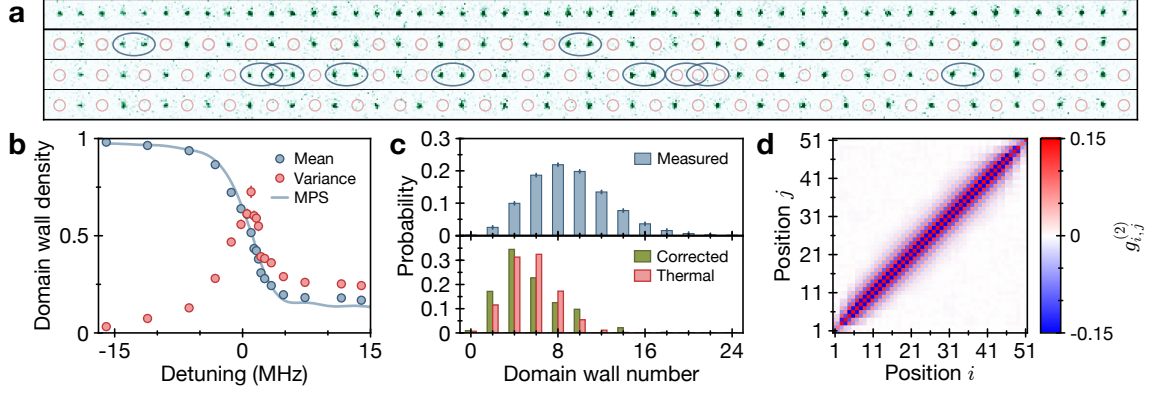 a
b
1
0.5
0
Domain wall density
-15
0
15
Detuning (MHz)
Mean
Variance
MPS
c
0.3
0.2
0.1
0
0.3
0.2
0.1
0
Probability
Measured
Corrected
Thermal
0
8
16
24
Domain wall number
d
51
41
31
21
11
1
Position j
1
11
21
31
41
51
Position i
0.15
0
-0.15
g^{(2)}_{i,j}